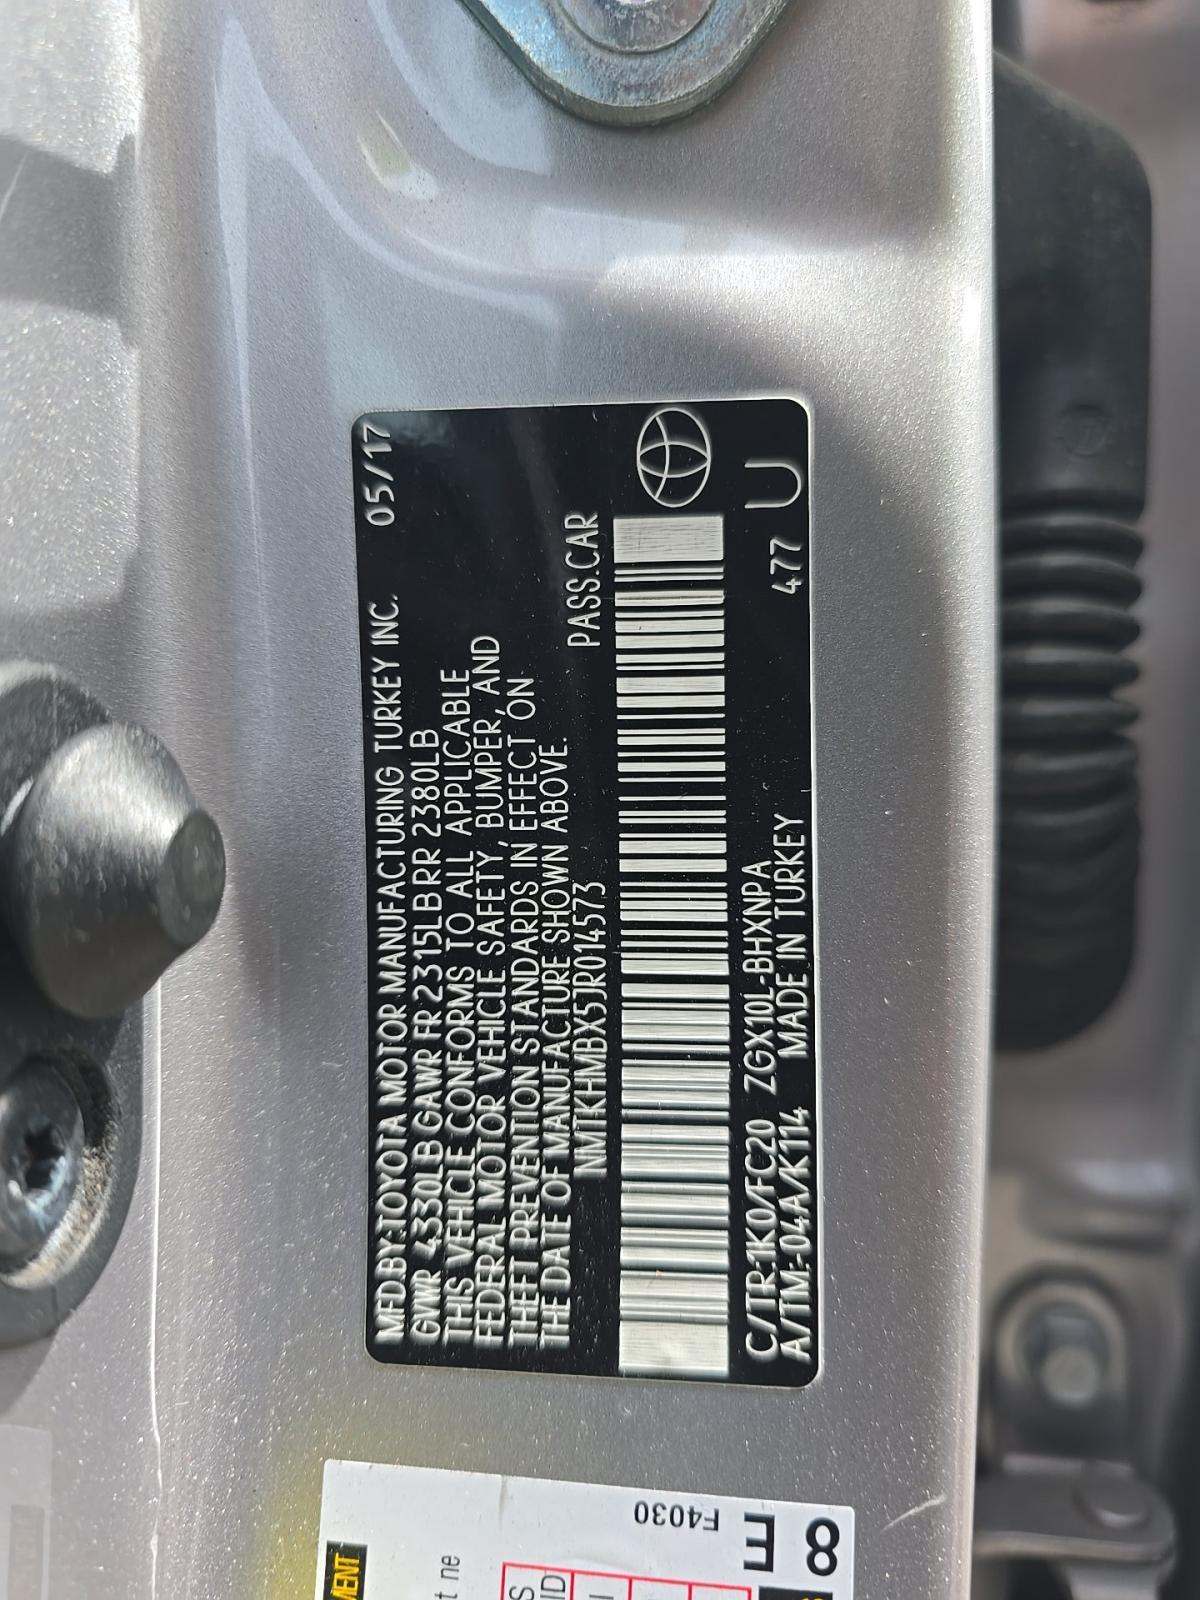 MFD.BY:TOYOTA MOTOR MANUFACTURING TURKEY INC. 05/17
GVWR 4330LB GAWR FR 2315LB RR 2380LB
THIS VEHICLE CONFORMS TO ALL APPLICABLE
FEDERAL MOTOR VEHICLE SAFETY, BUMPER, AND
THEFT PREVENTION STANDARDS IN EFFECT ON
THE DATE OF MANUFACTURE SHOWN ABOVE.
NMTKHMBX5JR014573 PASS.CAR
C/TR:1K0/FC20 ZGX10L-BHXNPA
A/TM:-04A/K114 MADE IN TURKEY 477 U
MENT
t ne
F4030